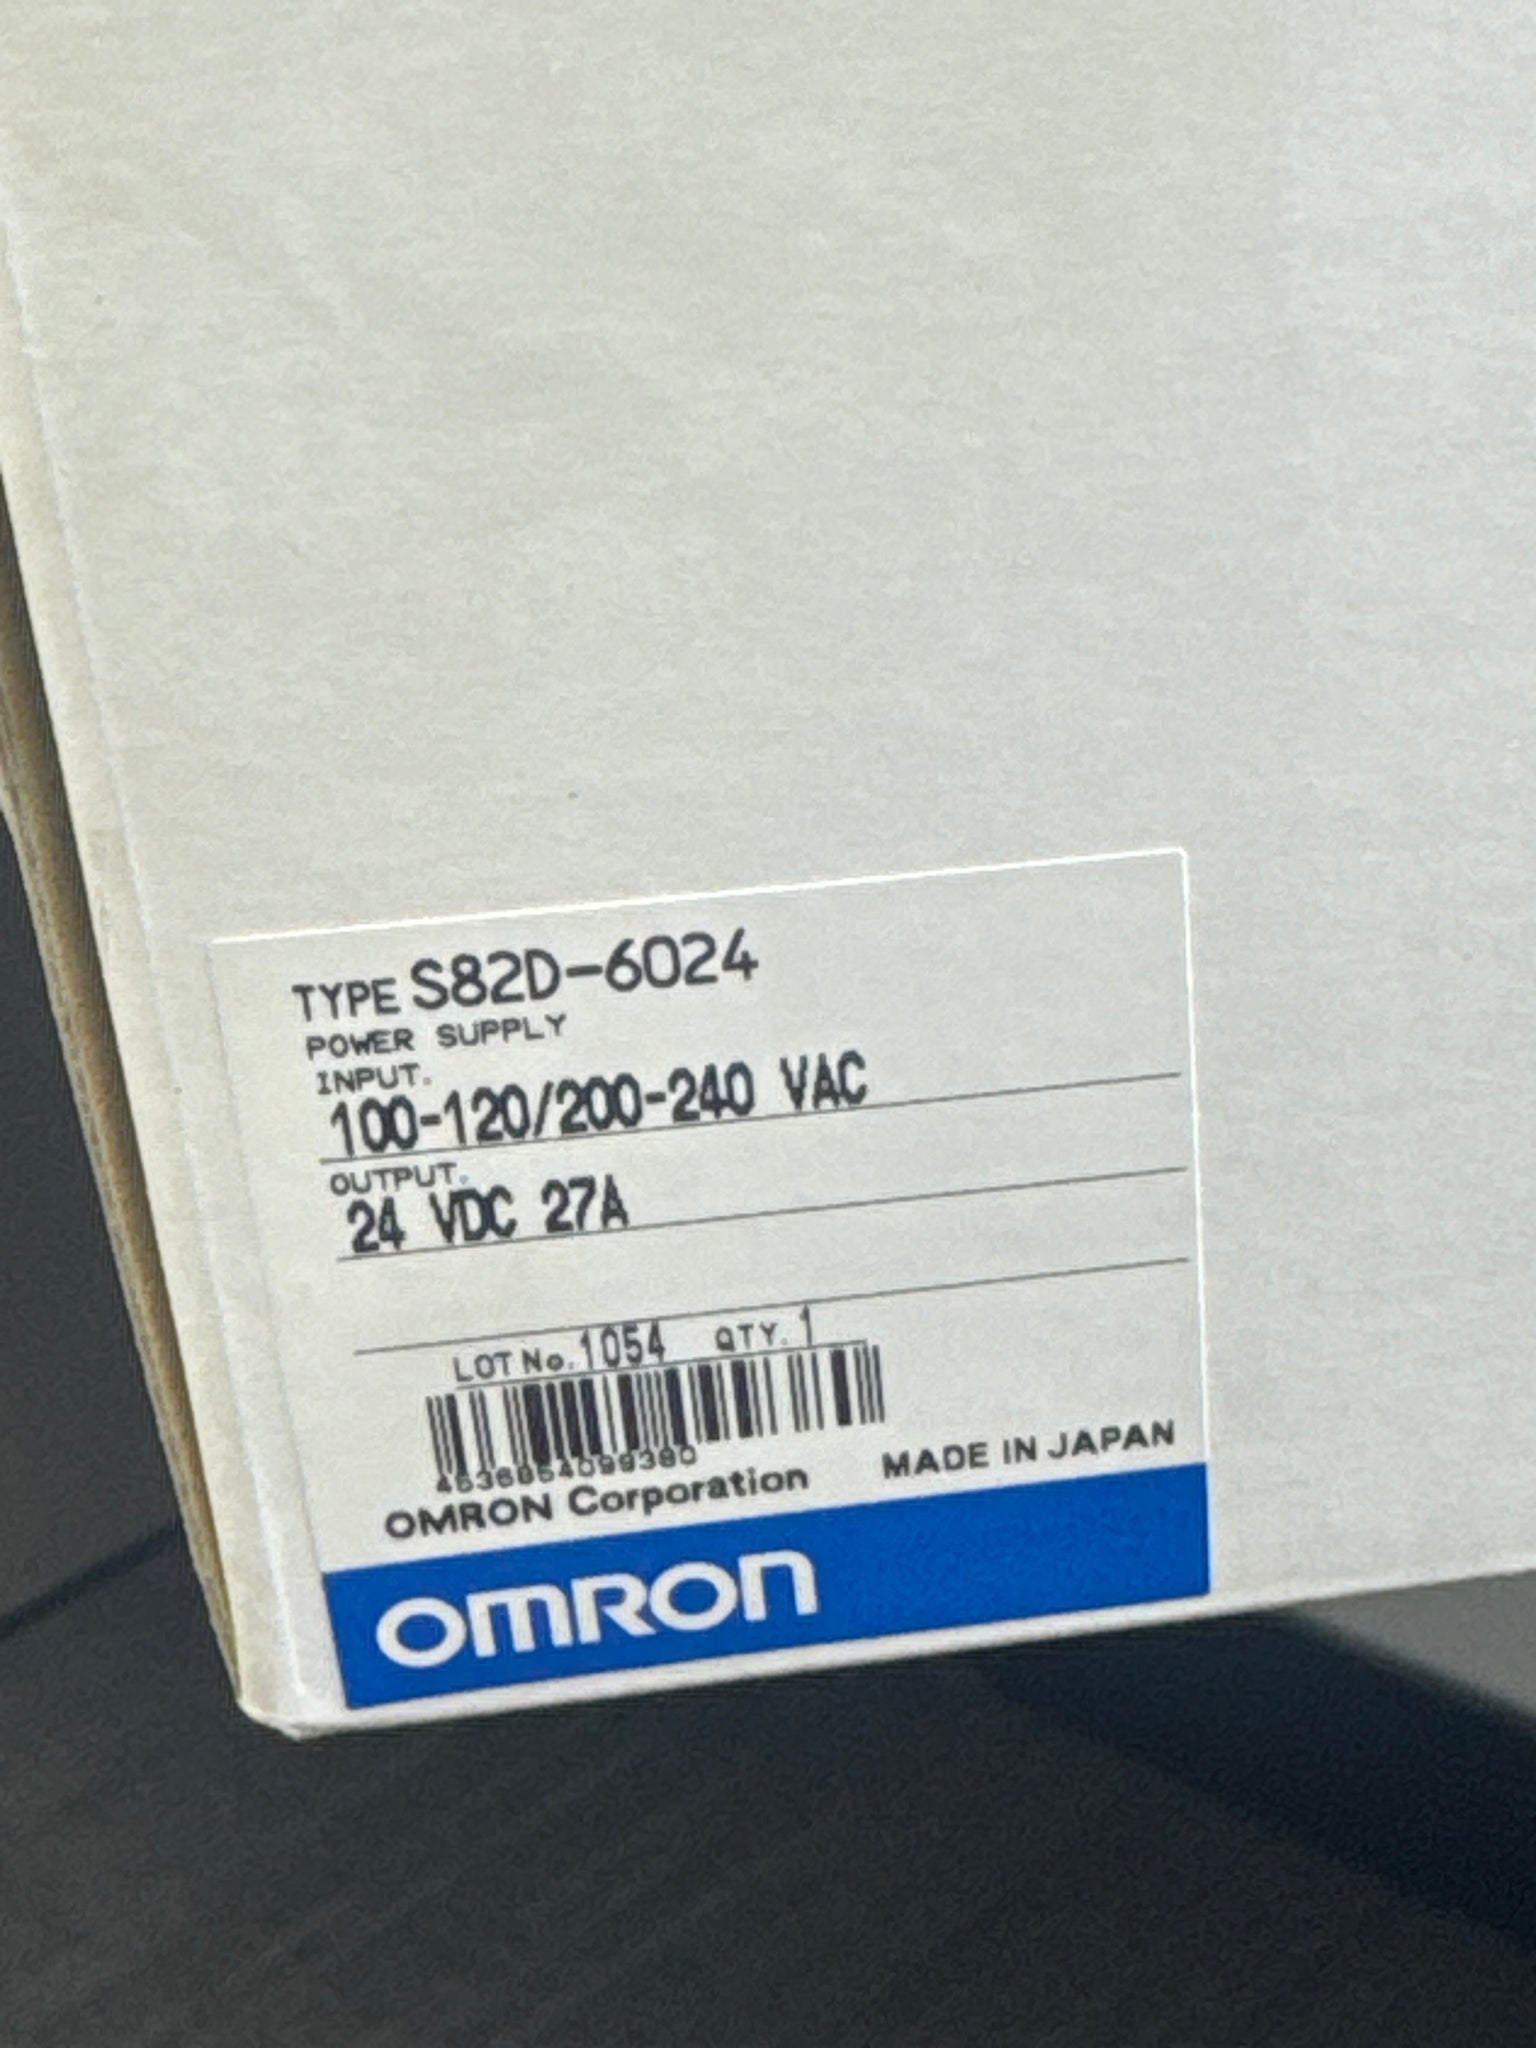 TYPE S82D-6024
POWER SUPPLY
INPUT.
100-120/200-240 VAC
OUTPUT.
24 VDC 27A
LOT No. 1054 QTY. 1
4536854099380
OMRON Corporation MADE IN JAPAN
OMRON